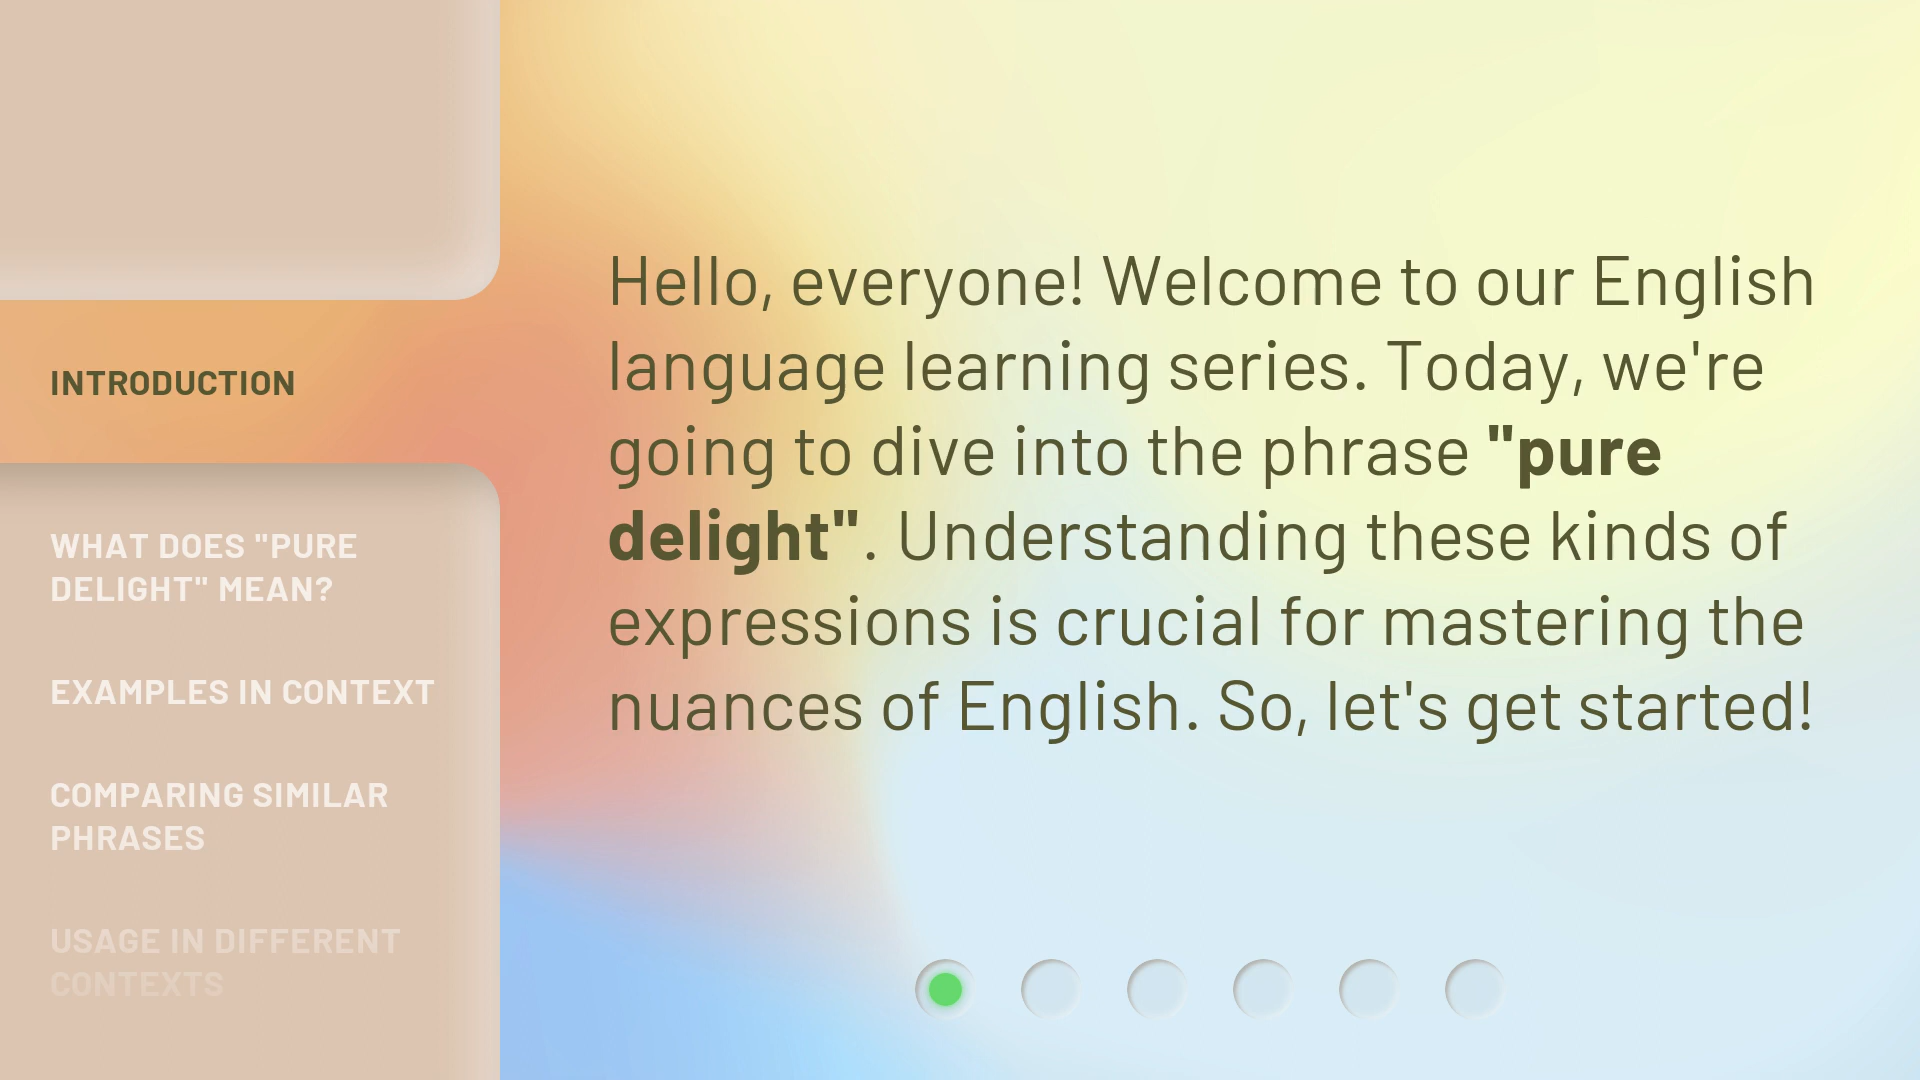 INTRODUCTION
WHAT DOES "PURE
DELIGHT" MEAN?
EXAMPLES IN CONTEXT
COMPARING SIMILAR
PHRASES
USAGE IN DIFFERENT
CONTEXTS
Hello, everyone! Welcome to our English
language learning series. Today, we're
going to dive into the phrase "pure
delight". Understanding these kinds of
expressions is crucial for mastering the
nuances of English. So, let's get started!